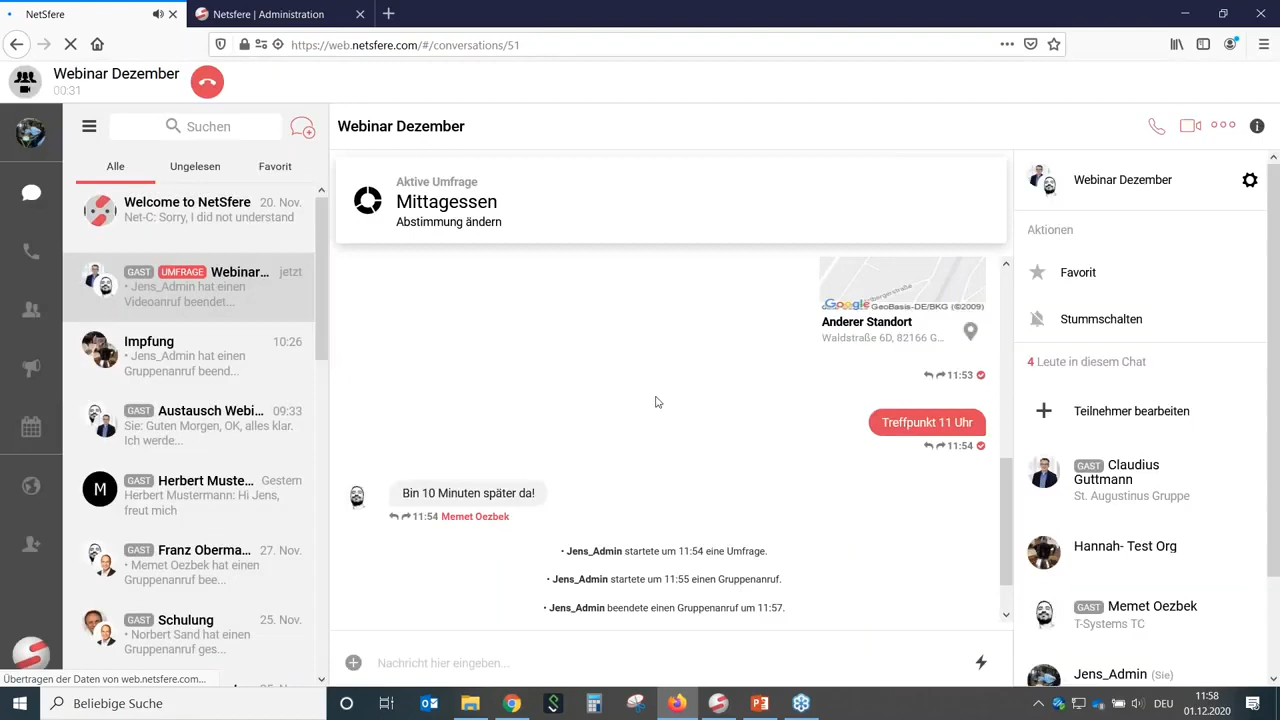 NetSfere
Netsfere | Administration
https://web.netsfere.com/#/conversations/51
Webinar Dezember
00:31
Suchen
Alle
Ungelesen
Favorit
Welcome to NetSfere
20. Nov.
Net-C: Sorry, I did not understand
GAST UMFRAGE Webinar...
jetzt
• Jens_Admin hat einen
Videoanruf beendet...
Impfung
10:26
• Jens_Admin hat einen
Gruppenanruf beend...
GAST Austausch Webi...
09:33
Sie: Guten Morgen, OK, alles klar.
Ich werde...
M
GAST Herbert Muste...
Gestern
Herbert Mustermann: Hi Jens,
freut mich
GAST Franz Oberma...
27. Nov.
• Memet Oezbek hat einen
Gruppenanruf bee...
GAST Schulung
25. Nov.
• Norbert Sand hat einen
Gruppenanruf ges...
Übertragen der Daten von web.netsfere.com...
Webinar Dezember
Aktive Umfrage
Mittagessen
Abstimmung ändern
Google
GeoBasis-DE/BKG (©2009)
Anderer Standort
Waldstraße 6D, 82166 G...
11:53
Treffpunkt 11 Uhr
11:54
Bin 10 Minuten später da!
11:54 Memet Oezbek
• Jens_Admin startete um 11:54 eine Umfrage.
• Jens_Admin startete um 11:55 einen Gruppenanruf.
• Jens_Admin beendete einen Gruppenanruf um 11:57.
Nachricht hier eingeben...
Webinar Dezember
Aktionen
Favorit
Stummschalten
4 Leute in diesem Chat
Teilnehmer bearbeiten
GAST Claudius
Guttmann
St. Augustinus Gruppe
Hannah- Test Org
GAST Memet Oezbek
T-Systems TC
Jens_Admin (Sie)
Beliebige Suche
DEU
11:58
01.12.2020